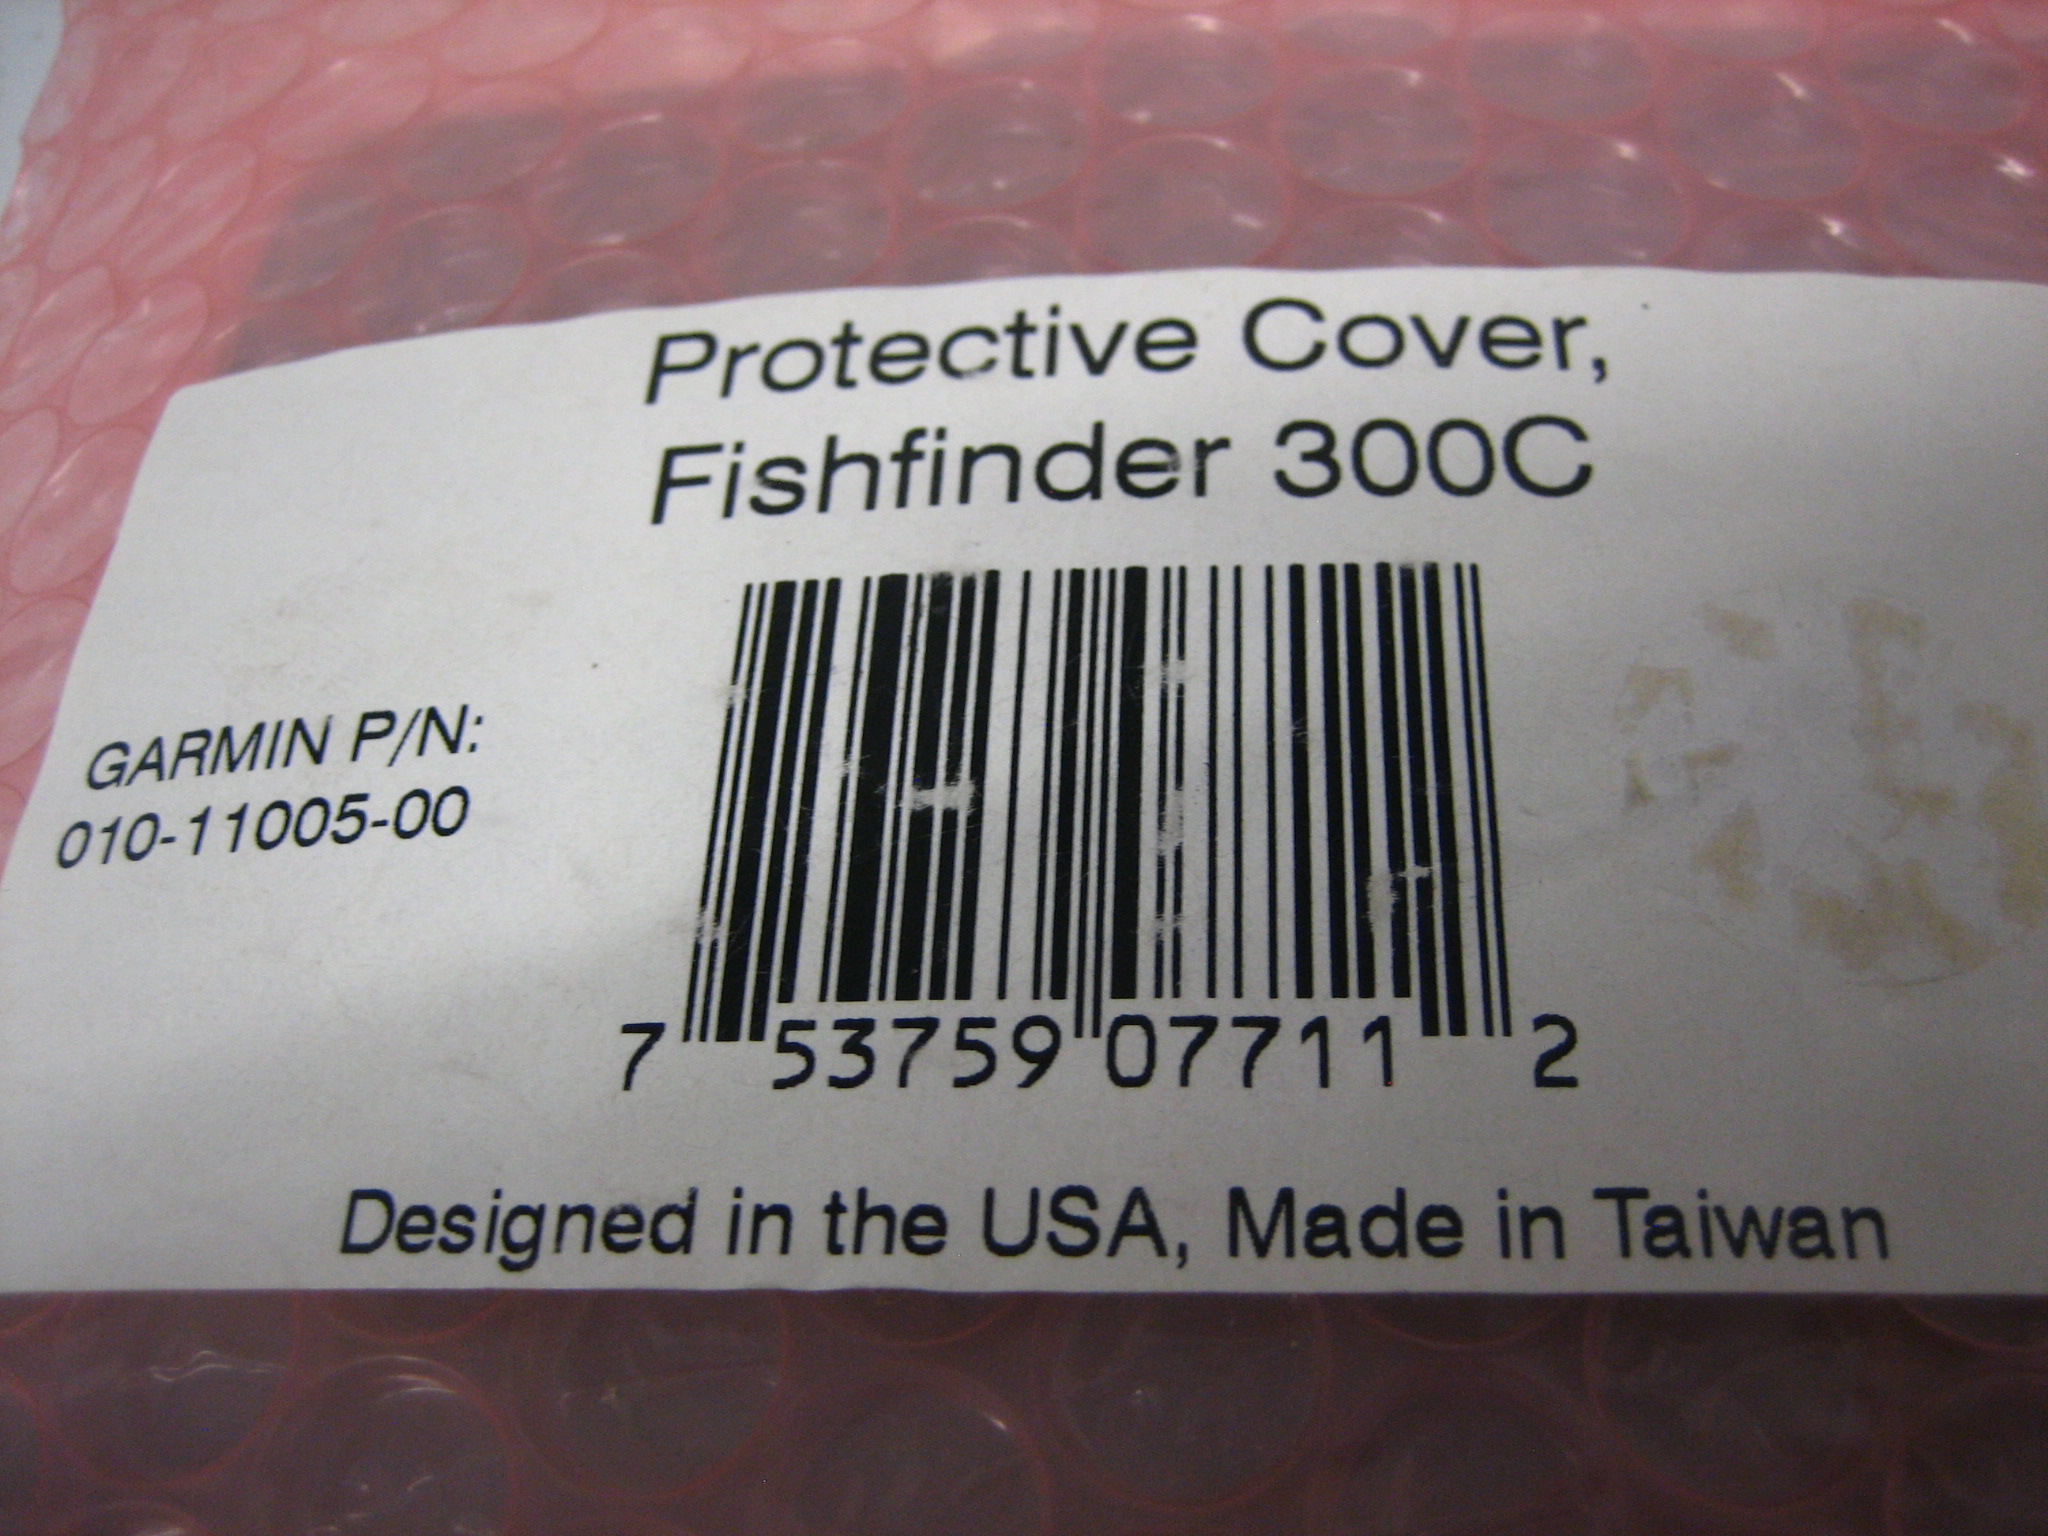 Protective Cover,
Fishfinder 300C
GARMIN P/N:
010-11005-00
7 53759 07711 2
Designed in the USA, Made in Taiwan